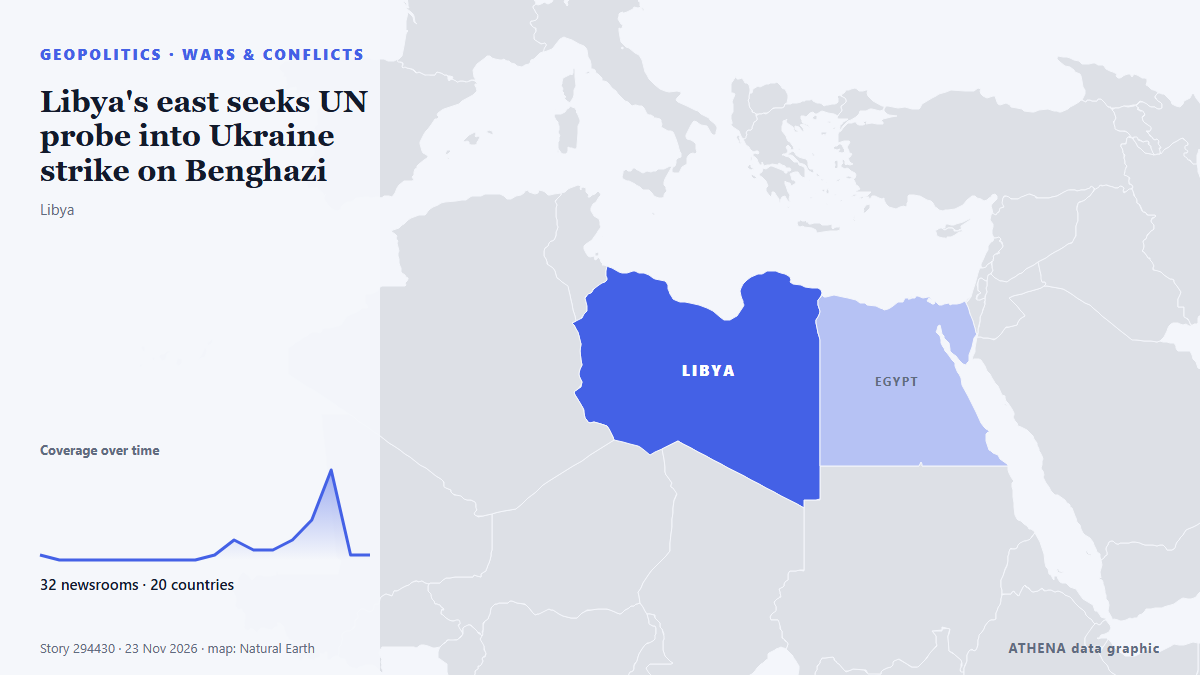 GEOPOLITICS · WARS & CONFLICTS
Libya's east seeks UN
probe into Ukraine
strike on Benghazi
Libya
LIBYA
EGYPT
Coverage over time
32 newsrooms · 20 countries
Story 294430 · 23 Nov 2026 · map: Natural Earth
ATHENA data graphic